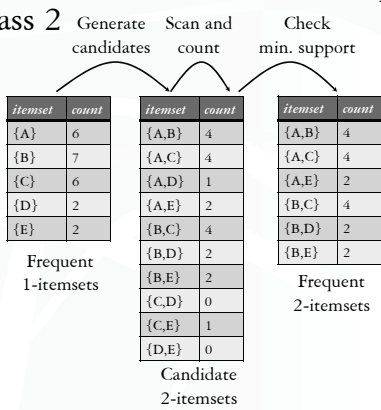 ass 2
Generate
candidates
Scan and
count
Check
min. support
itemset count
{A} 6
{B} 7
{C} 6
{D} 2
{E} 2
Frequent
1-itemsets
itemset count
{A,B} 4
{A,C} 4
{A,D} 1
{A,E} 2
{B,C} 4
{B,D} 2
{B,E} 2
{C,D} 0
{C,E} 1
{D,E} 0
Candidate
2-itemsets
itemset count
{A,B} 4
{A,C} 4
{A,E} 2
{B,C} 4
{B,D} 2
{B,E} 2
Frequent
2-itemsets